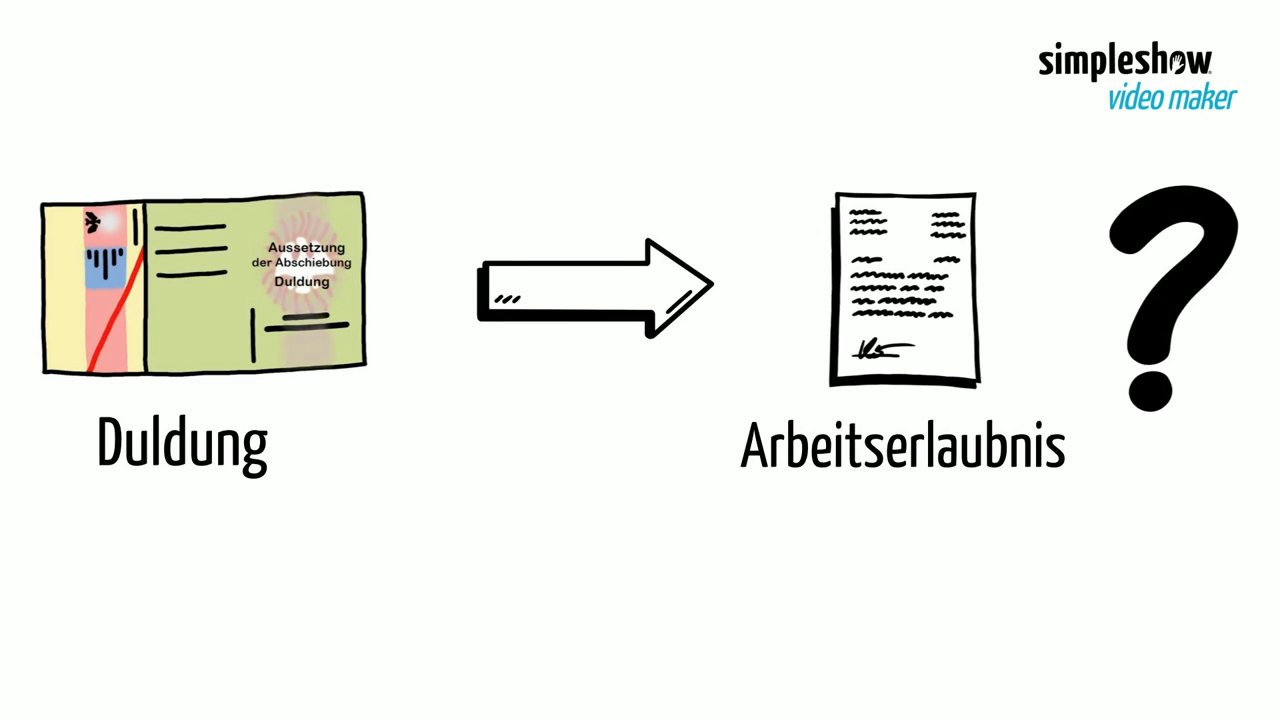 simpleshow
video maker
Aussetzung
der Abschiebung
Duldung
Duldung
Arbeitserlaubnis
?